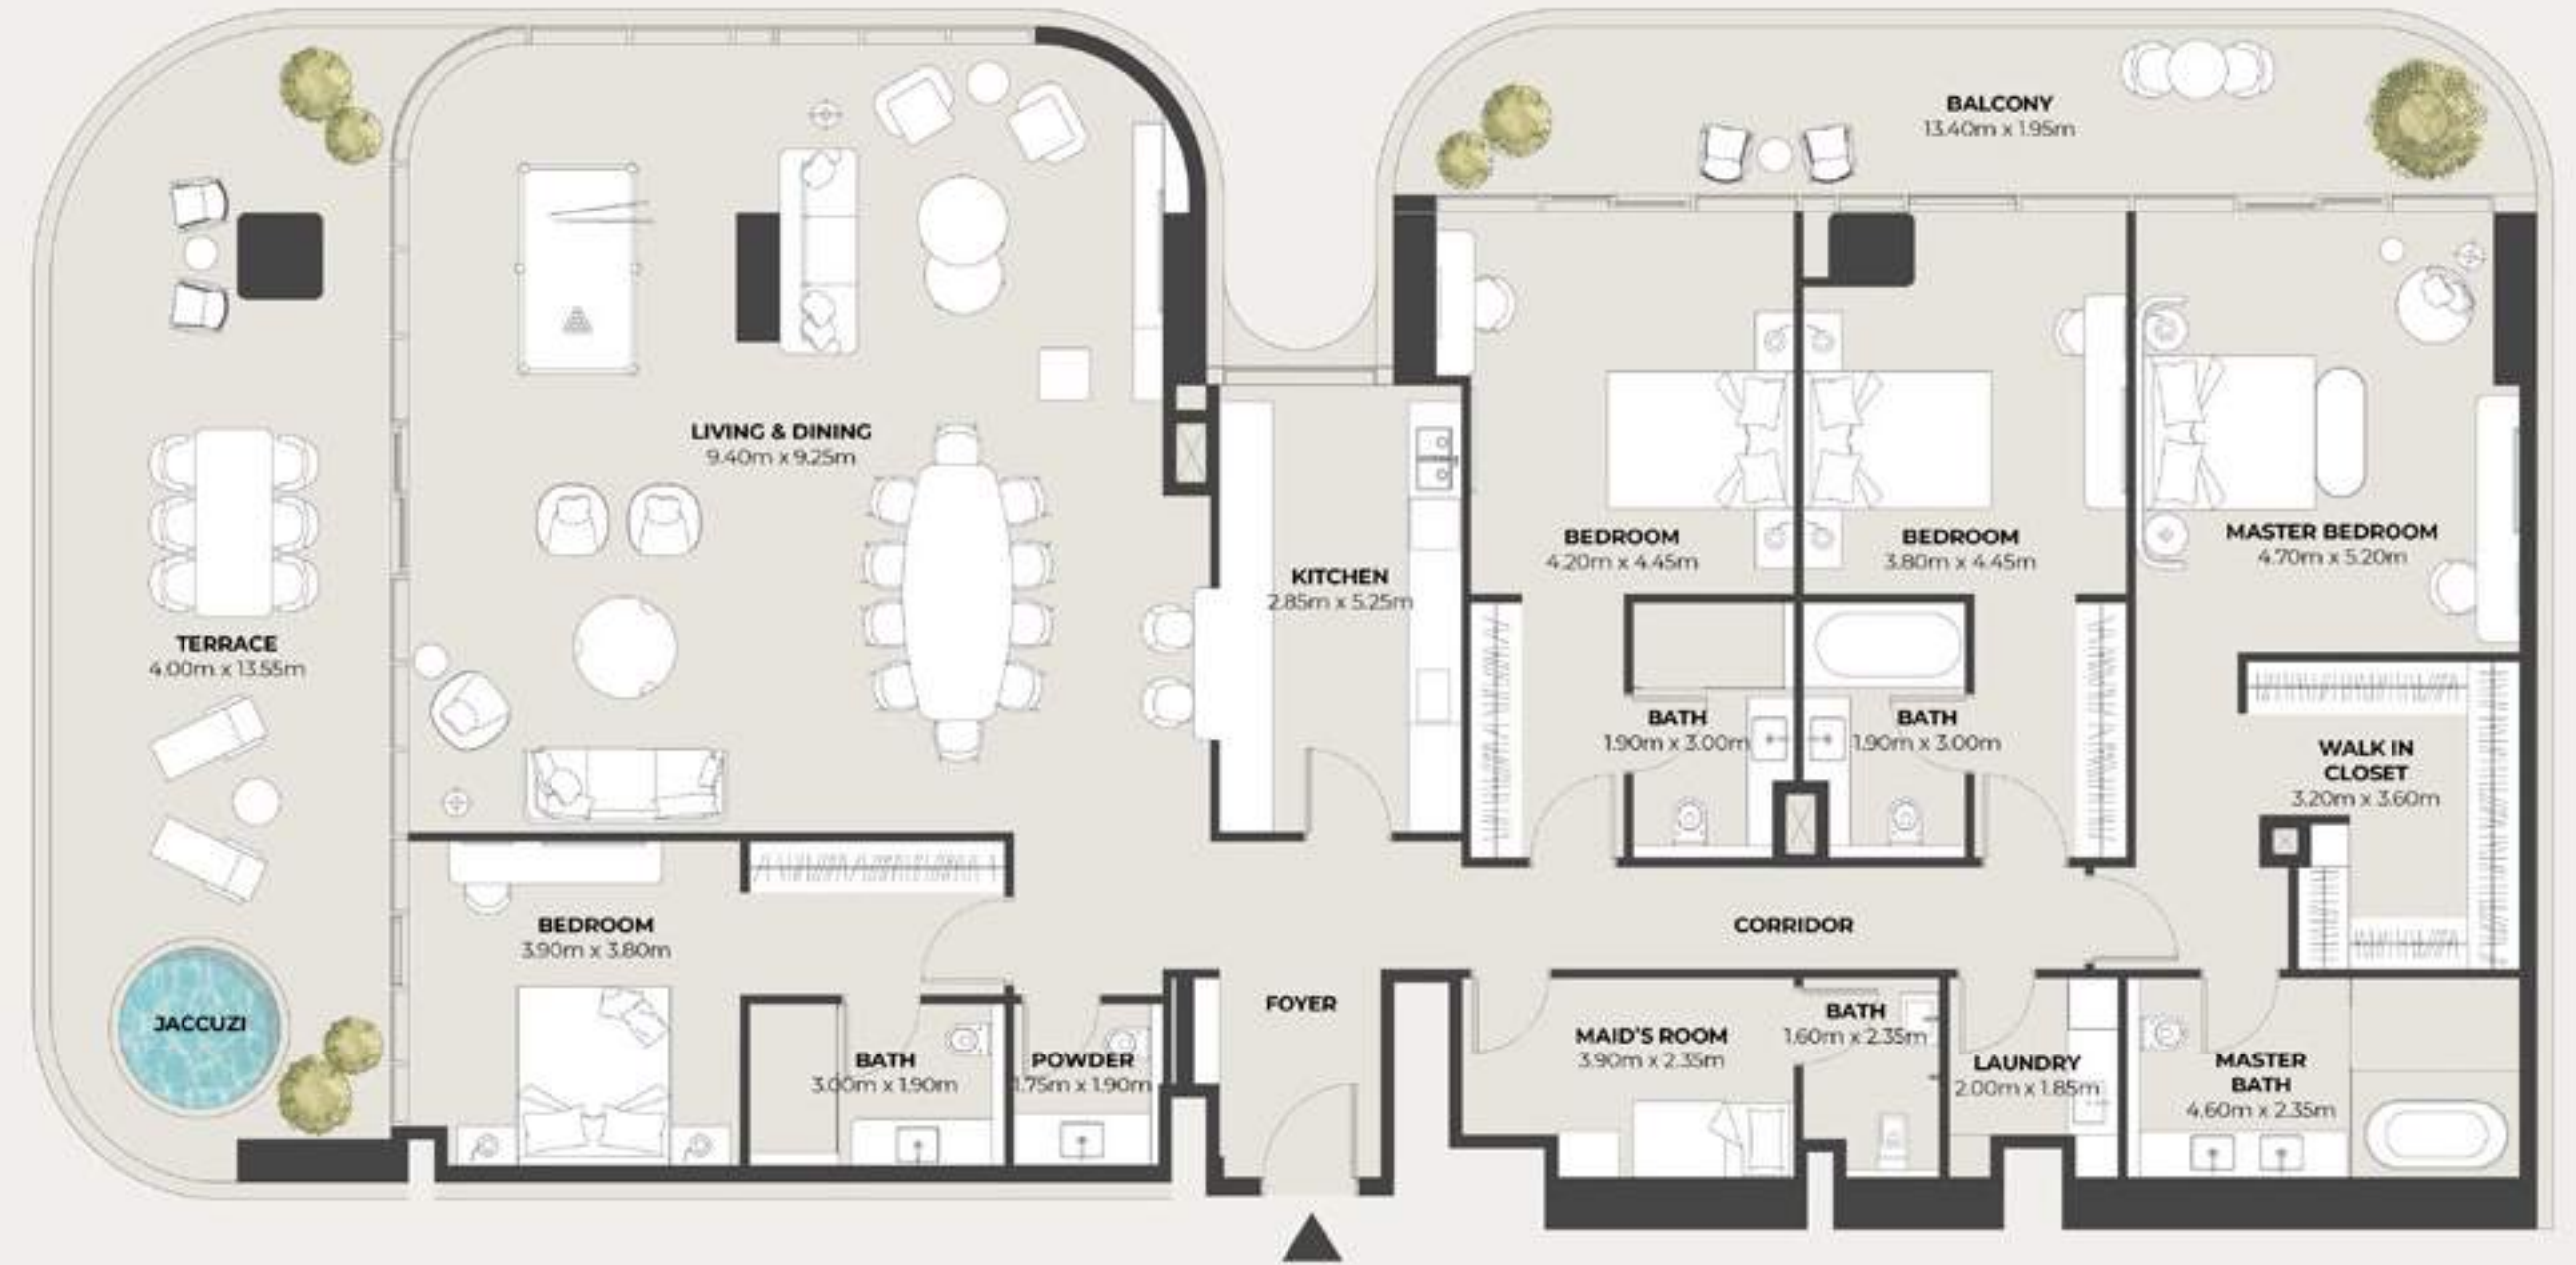 BALCONY
13.40m x 1.95m
LIVING & DINING
9.40m x 9.25m
TERRACE
4.00m x 13.55m
KITCHEN
2.85m x 5.25m
BEDROOM
4.20m x 4.45m
BEDROOM
3.80m x 4.45m
MASTER BEDROOM
4.70m x 5.20m
BATH
1.90m x 3.00m
BATH
1.90m x 3.00m
WALK IN
CLOSET
3.20m x 3.60m
BEDROOM
3.90m x 3.80m
CORRIDOR
JACCUZI
FOYER
BATH
3.00m x 1.90m
POWDER
1.75m x 1.90m
MAID'S ROOM
3.90m x 2.35m
BATH
1.60m x 2.35m
LAUNDRY
2.00m x 1.85m
MASTER
BATH
4.60m x 2.35m